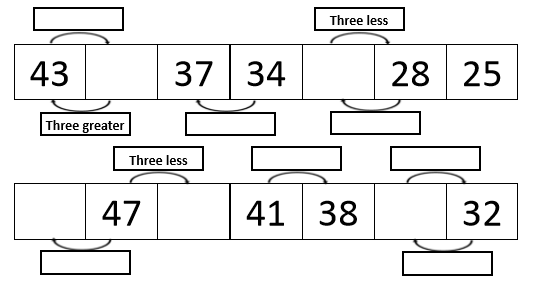 Three less
43 37 34 28 25
Three greater
Three less
47 41 38 32